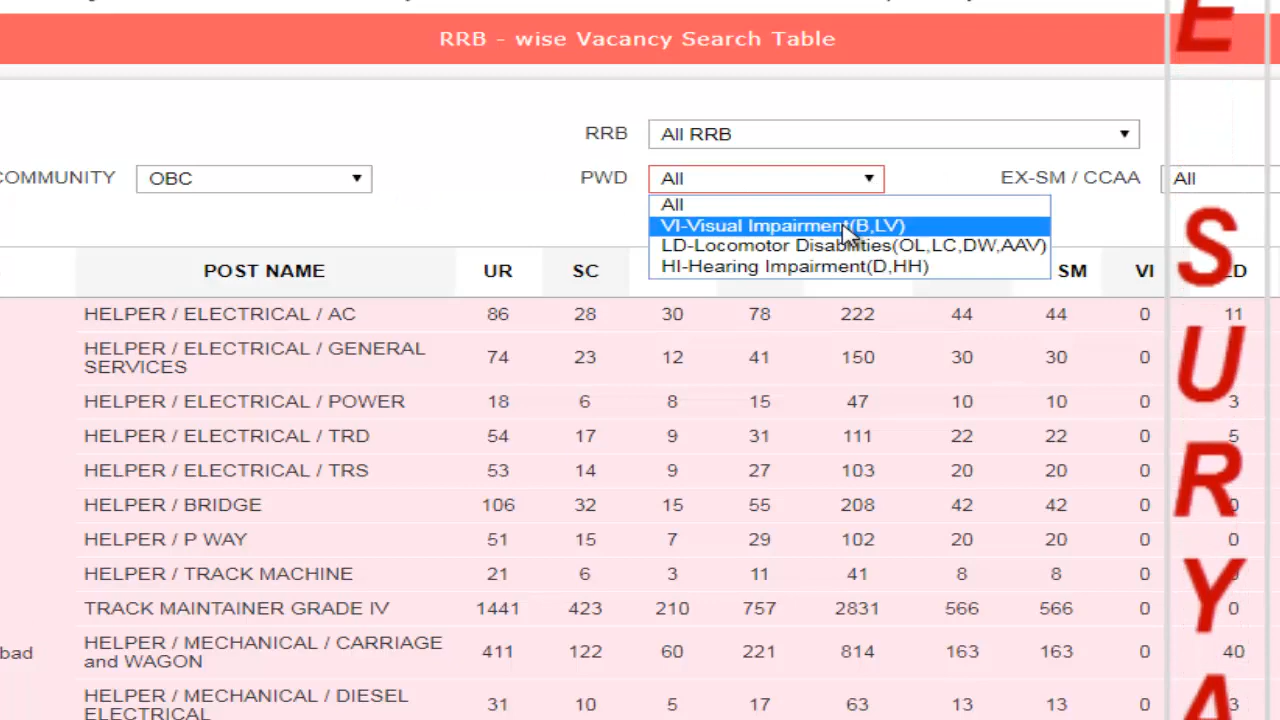 RRB - wise Vacancy Search Table
RRB All RRB
COMMUNITY OBC PWD All EX-SM / CCAA All
All
VI-Visual Impairment(B,LV)
LD-Locomotor Disabilities(OL,LC,DW,AAV)
HI-Hearing Impairment(D,HH)
POST NAME UR SC SM VI LD
HELPER / ELECTRICAL / AC 86 28 30 78 222 44 44 0 11
HELPER / ELECTRICAL / GENERAL
SERVICES 74 23 12 41 150 30 30 0
HELPER / ELECTRICAL / POWER 18 6 8 15 47 10 10 0 3
HELPER / ELECTRICAL / TRD 54 17 9 31 111 22 22 0 5
HELPER / ELECTRICAL / TRS 53 14 9 27 103 20 20 0
HELPER / BRIDGE 106 32 15 55 208 42 42 0 0
HELPER / P WAY 51 15 7 29 102 20 20 0 0
HELPER / TRACK MACHINE 21 6 3 11 41 8 8 0
TRACK MAINTAINER GRADE IV 1441 423 210 757 2831 566 566 0 0
bad HELPER / MECHANICAL / CARRIAGE
and WAGON 411 122 60 221 814 163 163 0 40
HELPER / MECHANICAL / DIESEL
ELECTRICAL 31 10 5 17 63 13 13 0 3
E
S
U
R
Y
A